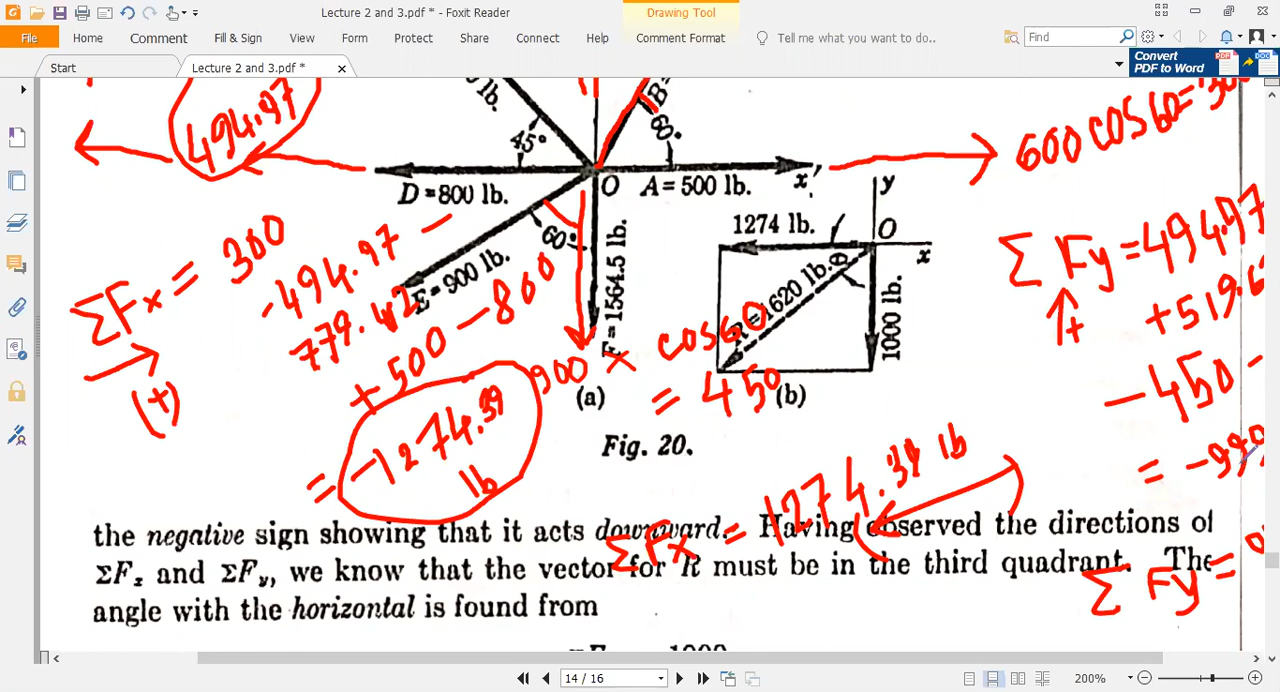 Lecture 2 and 3.pdf * - Foxit Reader
Drawing Tool
File Home Comment Fill & Sign View Form Protect Share Connect Help Comment Format Tell me what you want to do.. Find
Start Lecture 2 and 3.pdf *
Convert PDF to Word
494.97
lb.
45°
B
60°
600 cos60=
D=800 lb.
O A=500 lb. x
60°
E=900 lb.
F=1564.5 lb.
y
1274 lb. O
x
θ
R=1620 lb.
1000 lb.
ΣFx = 300
-494.97 -
779.42 - 800
+ 500
= -1274.39
lb
(+)
900 x cos60
= 450
ΣFy = 494.97
+
+519.6
-450 -
= -999
(a) (b)
Fig. 20.
ΣFx = 1274.39 lb
ΣFy =
the negative sign showing that it acts downward. Having observed the directions of
ΣFx and ΣFy, we know that the vector for R must be in the third quadrant. The
angle with the horizontal is found from
1000
14 / 16
200%